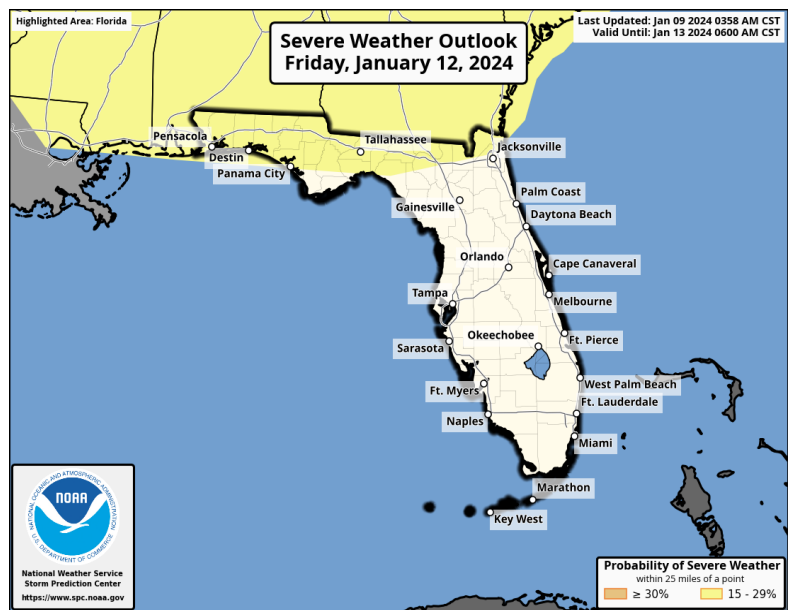 Highlighted Area: Florida
Severe Weather Outlook
Friday, January 12, 2024
Last Updated: Jan 09 2024 0358 AM CST
Valid Until: Jan 13 2024 0600 AM CST
Pensacola
Destin
Panama City
Tallahassee
Jacksonville
Gainesville
Palm Coast
Daytona Beach
Orlando
Cape Canaveral
Tampa
Melbourne
Okeechobee
Ft. Pierce
Sarasota
Ft. Myers
West Palm Beach
Ft. Lauderdale
Naples
Miami
Marathon
Key West
NATIONAL OCEANIC AND ATMOSPHERIC ADMINISTRATION
NOAA
U.S. DEPARTMENT OF COMMERCE
National Weather Service
Storm Prediction Center
https://www.spc.noaa.gov
Probability of Severe Weather
within 25 miles of a point
≥ 30%
15 - 29%